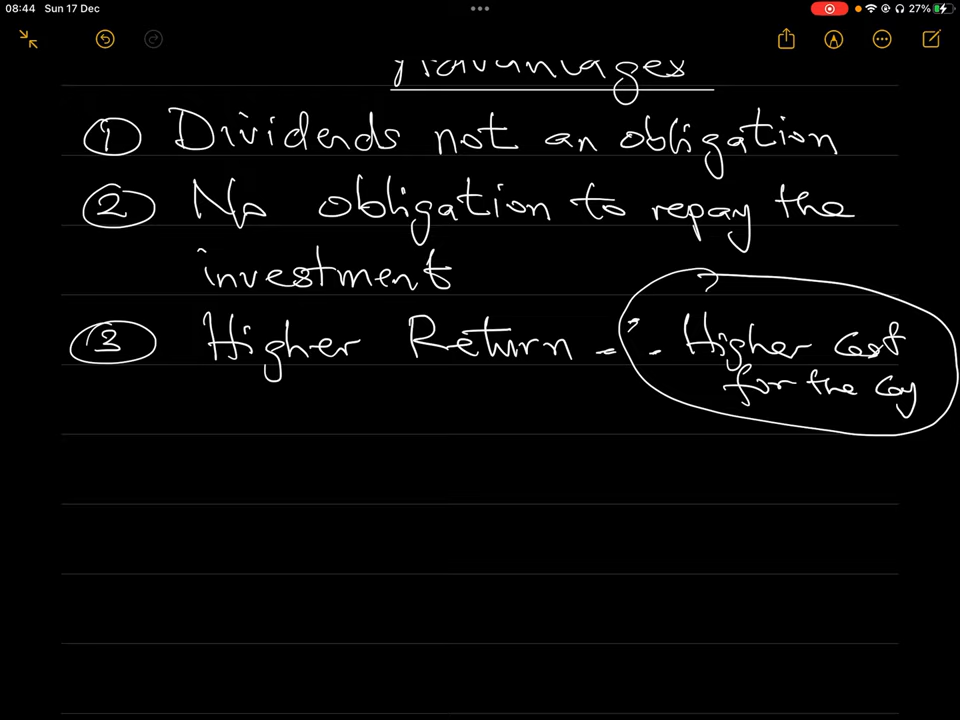 08:44 Sun 17 Dec 27%
① Dividends not an obligation
② No obligation to repay the
investment
③ Higher Return - - Higher cost
for the coy